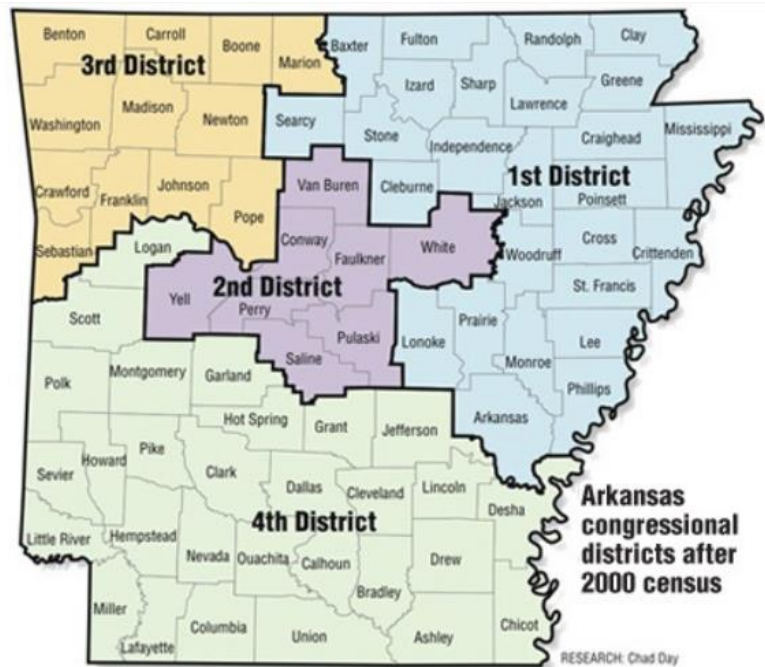 Benton
Carroll
Boone
Marion
Baxter
Fulton
Randolph
Clay
3rd District
Izard
Sharp
Greene
Washington
Madison
Newton
Searcy
Stone
Lawrence
Independence
Craighead
Mississippi
Crawford
Franklin
Johnson
Pope
Van Buren
Cleburne
1st District
Jackson
Poinsett
Sebastian
Logan
Conway
Faulkner
White
Woodruff
Cross
Crittenden
Scott
Yell
2nd District
Perry
Pulaski
Saline
Lonoke
Prairie
St. Francis
Lee
Monroe
Phillips
Polk
Montgomery
Garland
Arkansas
Hot Spring
Grant
Jefferson
Sevier
Howard
Pike
Clark
Dallas
Cleveland
Lincoln
Desha
Arkansas
congressional
districts after
2000 census
Little River
Hempstead
4th District
Nevada
Ouachita
Calhoun
Bradley
Drew
Miller
Lafayette
Columbia
Union
Ashley
Chicot
RESEARCH: Chad Day